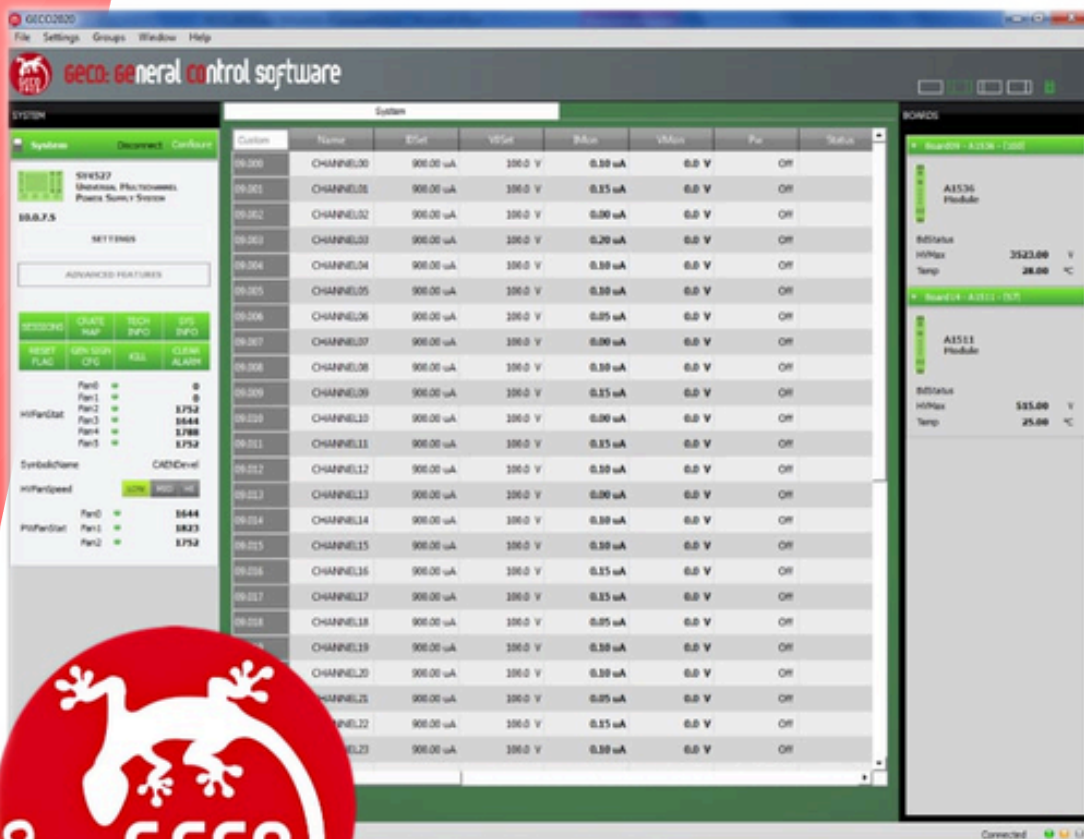 GECO2020
File Settings Groups Window Help
GECO: GEneral COntrol software
SYSTEM
System Disconnect Configure
SY4527
Universal Multichannel
Power Supply System
10.0.7.5
SETTINGS
ADVANCED FEATURES
SESSIONS CRATE MAP TECH INFO SYS INFO
RESET FLAG GEN SIGN CFG KILL CLEAR ALARM
HVFanStat
Fan0 0
Fan1 0
Fan2 1752
Fan3 1644
Fan4 1788
Fan5 1752
SymbolicName CAENDevel
HVFanSpeed LOW MED HI
PWFanStat
Fan0 1644
Fan1 1823
Fan2 1752
System
Custom Name I0Set V0Set IMon VMon Pw Status
09.000 CHANNEL00 900.00 uA 100.0 V 0.10 uA 0.0 V Off
09.001 CHANNEL01 900.00 uA 100.0 V 0.15 uA 0.0 V Off
09.002 CHANNEL02 900.00 uA 100.0 V 0.00 uA 0.0 V Off
09.003 CHANNEL03 900.00 uA 100.0 V 0.20 uA 0.0 V Off
09.004 CHANNEL04 900.00 uA 100.0 V 0.10 uA 0.0 V Off
09.005 CHANNEL05 900.00 uA 100.0 V 0.10 uA 0.0 V Off
09.006 CHANNEL06 900.00 uA 100.0 V 0.05 uA 0.0 V Off
09.007 CHANNEL07 900.00 uA 100.0 V 0.00 uA 0.0 V Off
09.008 CHANNEL08 900.00 uA 100.0 V 0.10 uA 0.0 V Off
09.009 CHANNEL09 900.00 uA 100.0 V 0.15 uA 0.0 V Off
09.010 CHANNEL10 900.00 uA 100.0 V 0.00 uA 0.0 V Off
09.011 CHANNEL11 900.00 uA 100.0 V 0.15 uA 0.0 V Off
09.012 CHANNEL12 900.00 uA 100.0 V 0.10 uA 0.0 V Off
09.013 CHANNEL13 900.00 uA 100.0 V 0.00 uA 0.0 V Off
09.014 CHANNEL14 900.00 uA 100.0 V 0.10 uA 0.0 V Off
09.015 CHANNEL15 900.00 uA 100.0 V 0.10 uA 0.0 V Off
09.016 CHANNEL16 900.00 uA 100.0 V 0.15 uA 0.0 V Off
09.017 CHANNEL17 900.00 uA 100.0 V 0.15 uA 0.0 V Off
09.018 CHANNEL18 900.00 uA 100.0 V 0.05 uA 0.0 V Off
CHANNEL19 900.00 uA 100.0 V 0.10 uA 0.0 V Off
CHANNEL20 900.00 uA 100.0 V 0.10 uA 0.0 V Off
CHANNEL21 900.00 uA 100.0 V 0.05 uA 0.0 V Off
NEL22 900.00 uA 100.0 V 0.15 uA 0.0 V Off
EL23 900.00 uA 100.0 V 0.10 uA 0.0 V Off
BOARDS
Board09 - A1536 - [100]
A1536
Module
BdStatus
HVMax 3523.00 V
Temp 28.00 °C
Board14 - A1511 - [57]
A1511
Module
BdStatus
HVMax 515.00 V
Temp 25.00 °C
Connected
GECO